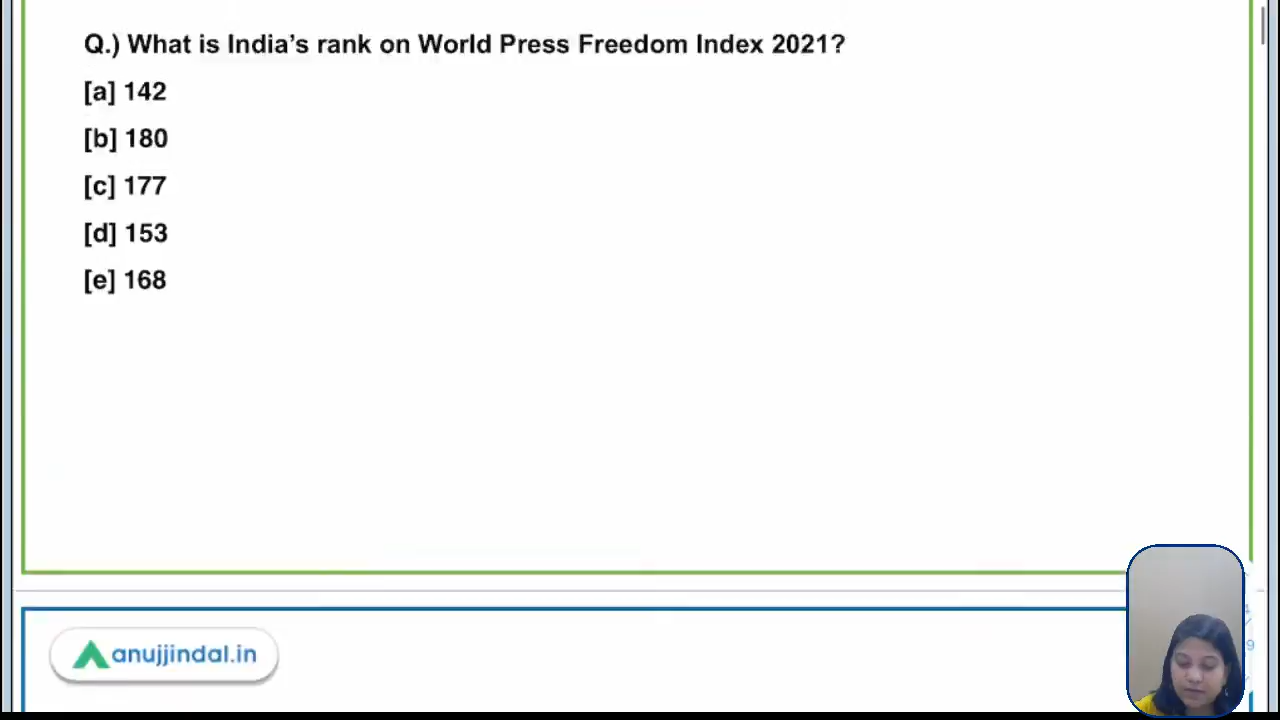 Q.) What is India’s rank on World Press Freedom Index 2021?
[a] 142
[b] 180
[c] 177
[d] 153
[e] 168
anujjindal.in